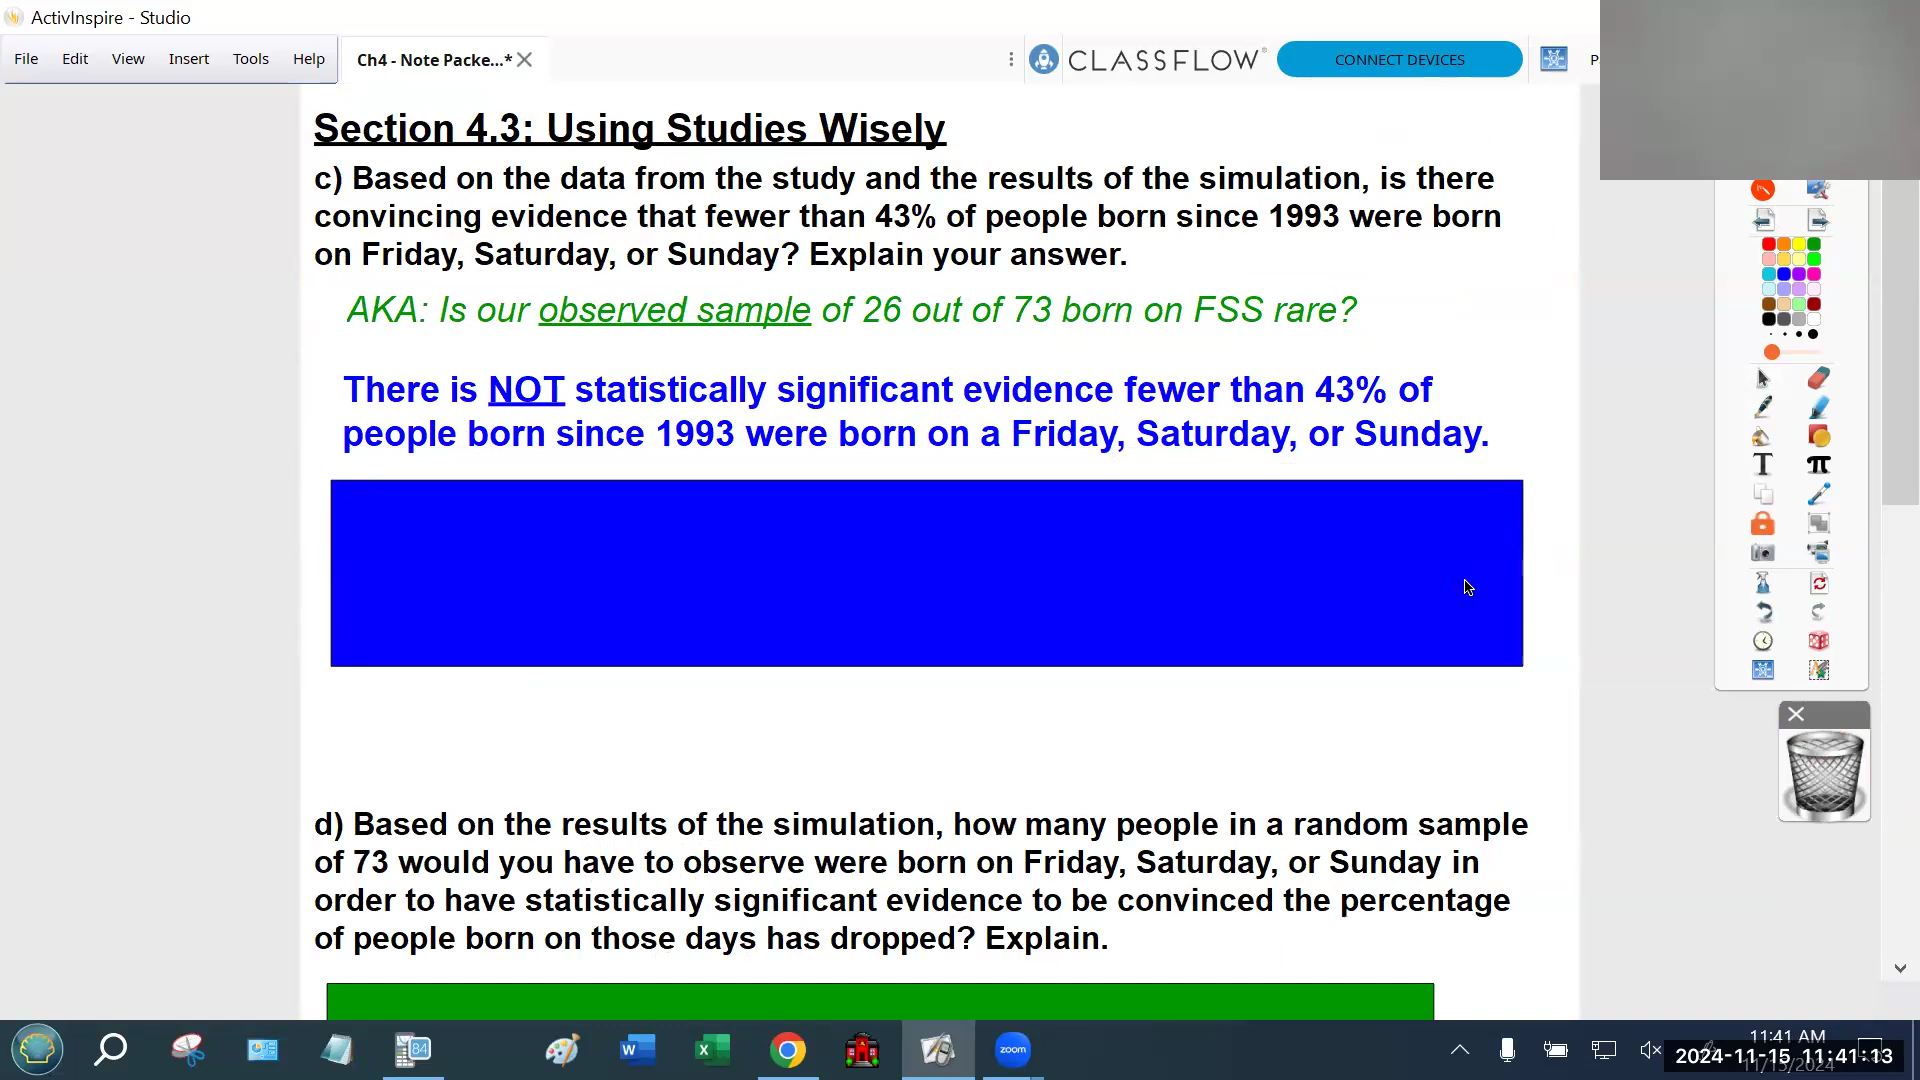 ActivInspire - Studio
File Edit View Insert Tools Help
Ch4 - Note Packe...*
CLASSFLOW
CONNECT DEVICES
Section 4.3: Using Studies Wisely
c) Based on the data from the study and the results of the simulation, is there
convincing evidence that fewer than 43% of people born since 1993 were born
on Friday, Saturday, or Sunday? Explain your answer.
AKA: Is our observed sample of 26 out of 73 born on FSS rare?
There is NOT statistically significant evidence fewer than 43% of
people born since 1993 were born on a Friday, Saturday, or Sunday.
d) Based on the results of the simulation, how many people in a random sample
of 73 would you have to observe were born on Friday, Saturday, or Sunday in
order to have statistically significant evidence to be convinced the percentage
of people born on those days has dropped? Explain.
84
zoom
11:41 AM
2024-11-15 11:41:13
11/15/2024